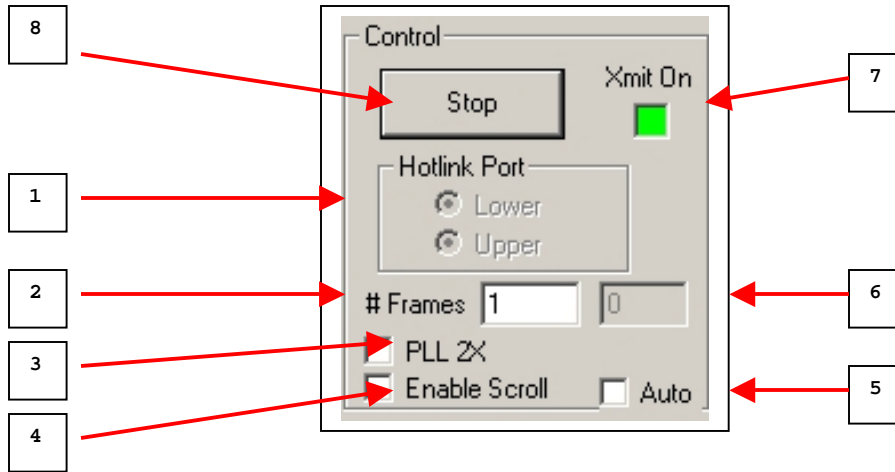 8
Control
Stop
Xmit On
7
Hotlink Port
1
Lower
Upper
2
# Frames 1 0
6
3
PLL 2X
Enable Scroll
Auto
5
4